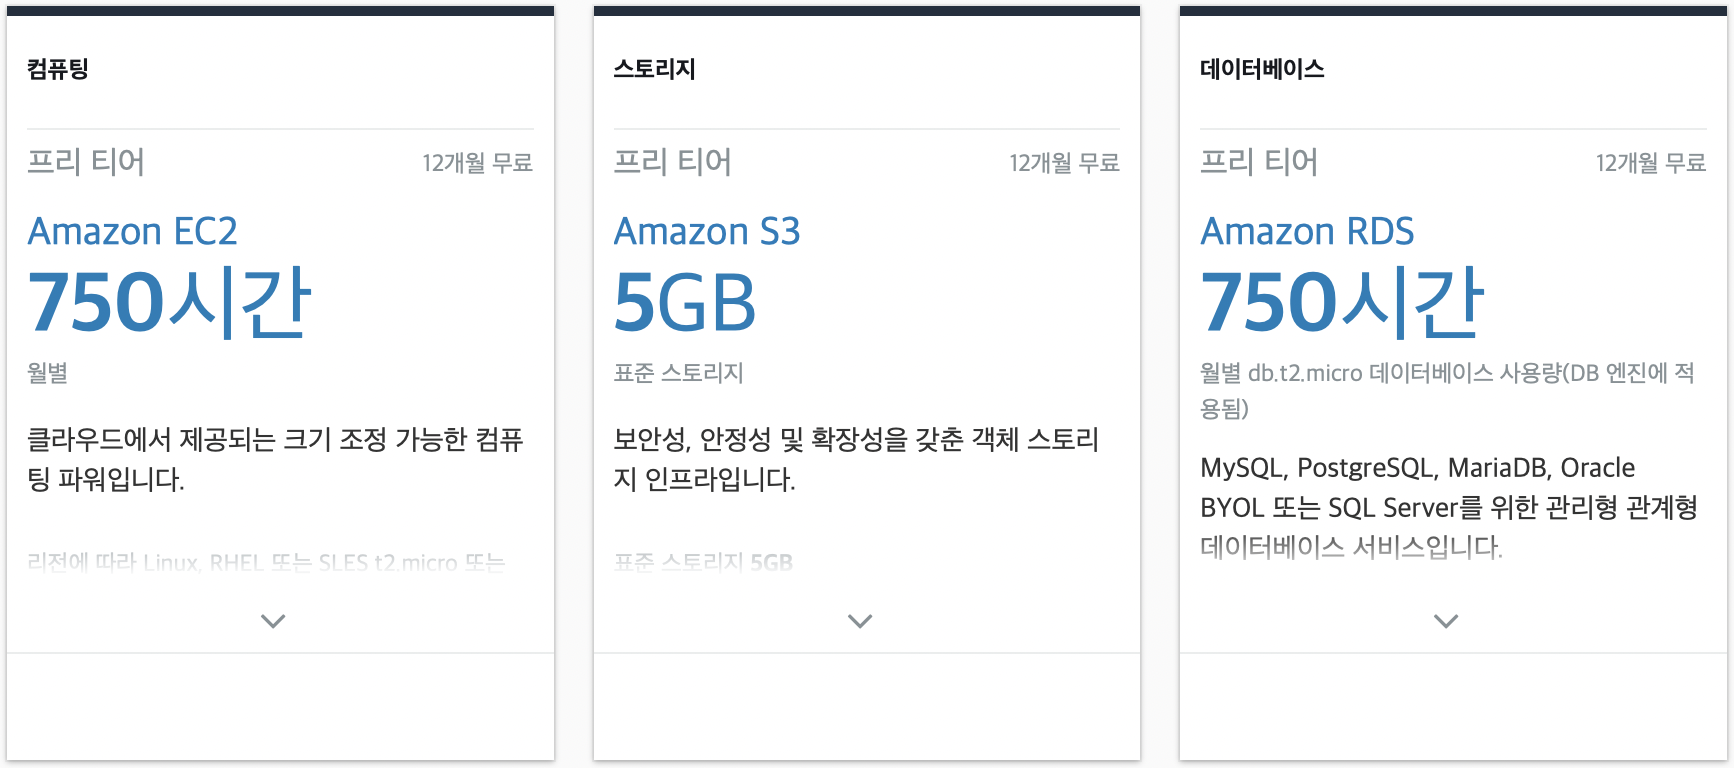 컴퓨팅
프리 티어
12개월 무료
Amazon EC2
750시간
월별
클라우드에서 제공되는 크기 조정 가능한 컴퓨
팅 파워입니다.
리전에 따라 Linux, RHEL 또는 SLES t2.micro 또는
스토리지
프리 티어
12개월 무료
Amazon S3
5GB
표준 스토리지
보안성, 안정성 및 확장성을 갖춘 객체 스토리
지 인프라입니다.
표준 스토리지 5GB
데이터베이스
프리 티어
12개월 무료
Amazon RDS
750시간
월별 db.t2.micro 데이터베이스 사용량(DB 엔진에 적
용됨)
MySQL, PostgreSQL, MariaDB, Oracle
BYOL 또는 SQL Server를 위한 관리형 관계형
데이터베이스 서비스입니다.